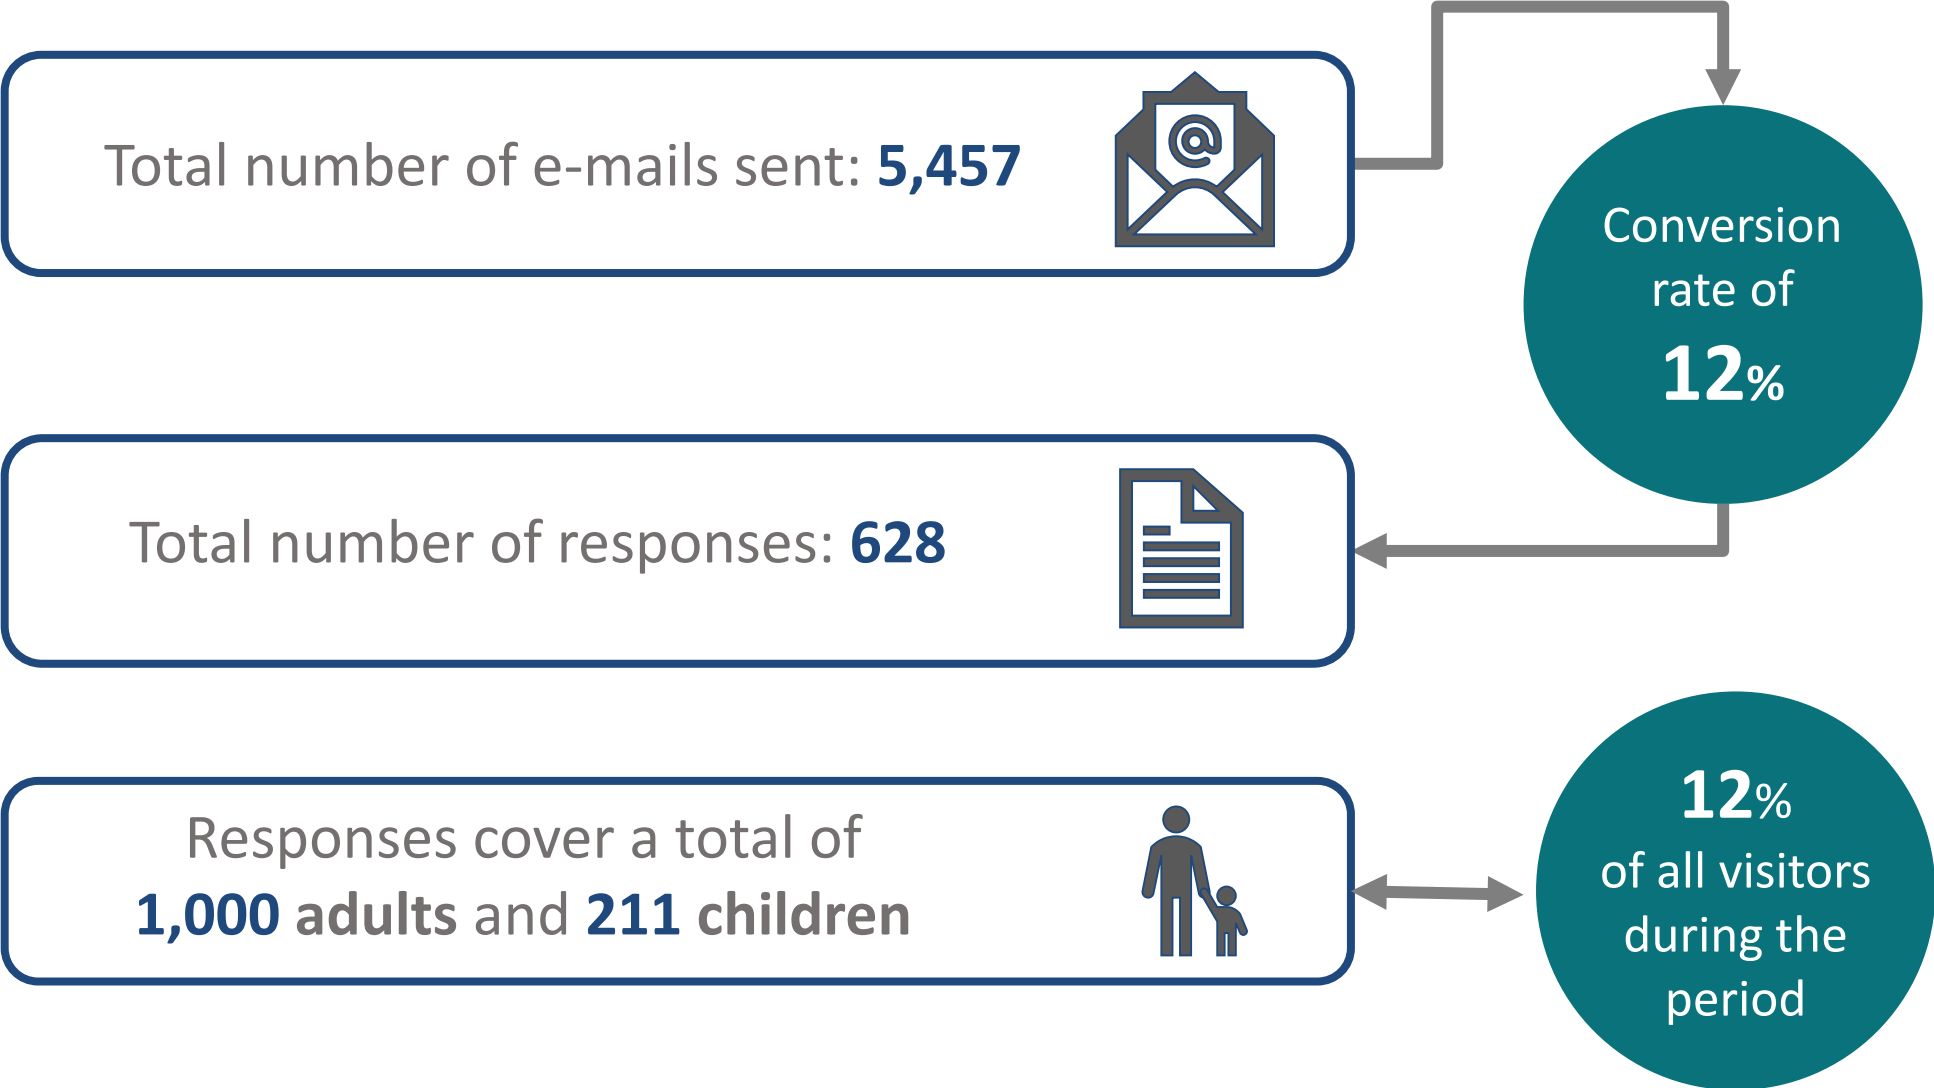 Total number of e-mails sent: 5,457
@
Conversion
rate of
12%
Total number of responses: 628
Responses cover a total of
1,000 adults and 211 children
12%
of all visitors
during the
period